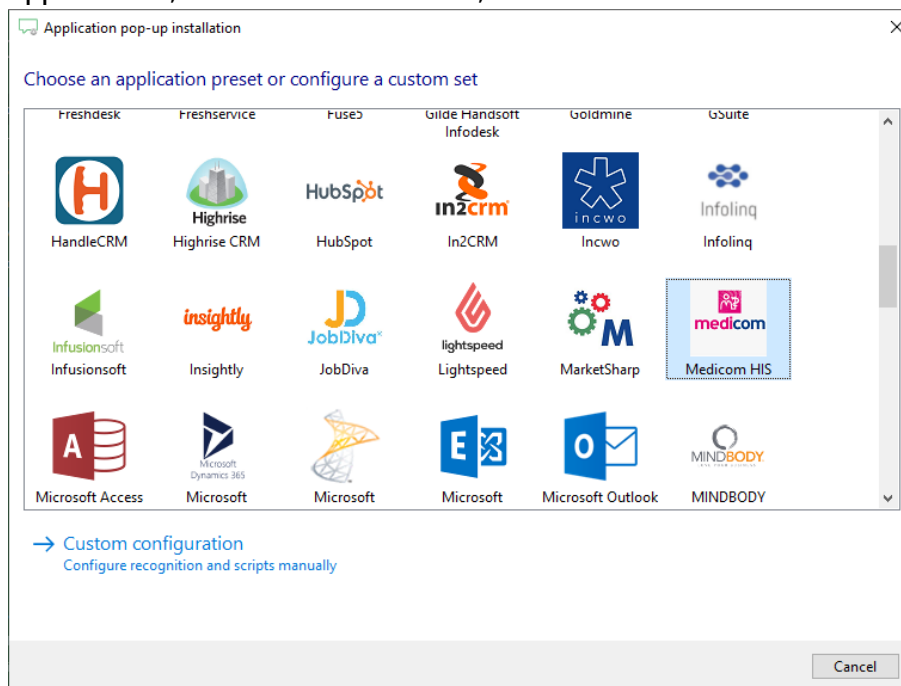 Application pop-up installation
Choose an application preset or configure a custom set
Freshdesk Freshservice Fuse5 Gilde Handsoft Goldmine GSuite
Infodesk
Highrise HubSpot in2crm incwo Infolinq
HandleCRM Highrise CRM HubSpot In2CRM Incwo Infolinq
Infusionsoft insightly JobDiva lightspeed M medicom
Infusionsoft Insightly JobDiva Lightspeed MarketSharp Medicom HIS
A Microsoft Dynamics 365 E O MINDBODY
Microsoft Access Microsoft Microsoft Microsoft Microsoft Outlook MINDBODY
Custom configuration
Configure recognition and scripts manually
Cancel